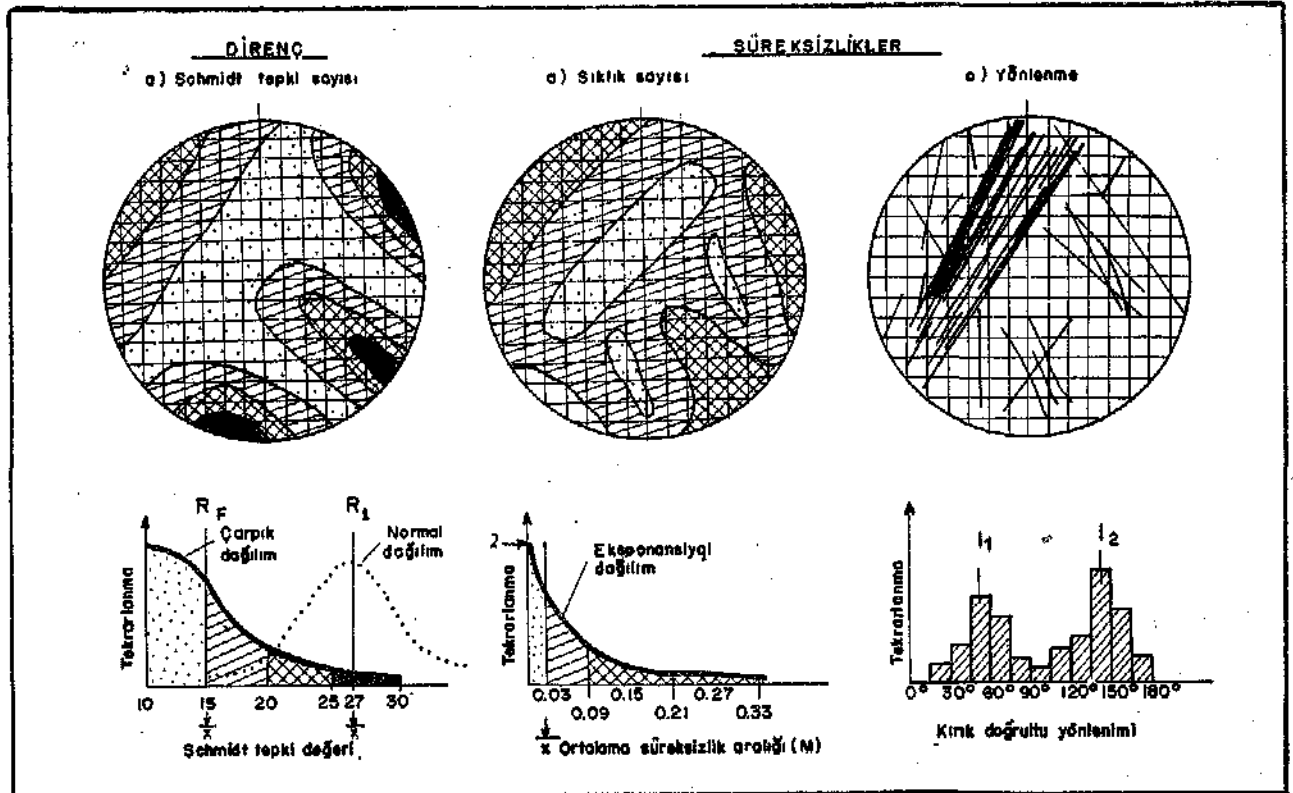 DİRENÇ
SÜREKSİZLİKLER
a) Schmidt tepki sayısı
a) Sıklık sayısı
c) Yönlenme
R F
R 1
Çarpık dağılım
Normal dağılım
Tekrarlanma
10 15 20 25 27 30
x̄ x̄
Schmidt tepki değeri
λ
Eksponansiyal dağılım
Tekrarlanma
0.03 0.15 0.27
0.09 0.21 0.33
x̄ Ortalama süreksizlik aralığı (M)
I1
I2
Tekrarlanma
0° 30° 60° 90° 120° 150° 180°
Kırık doğrultu yönlenimi